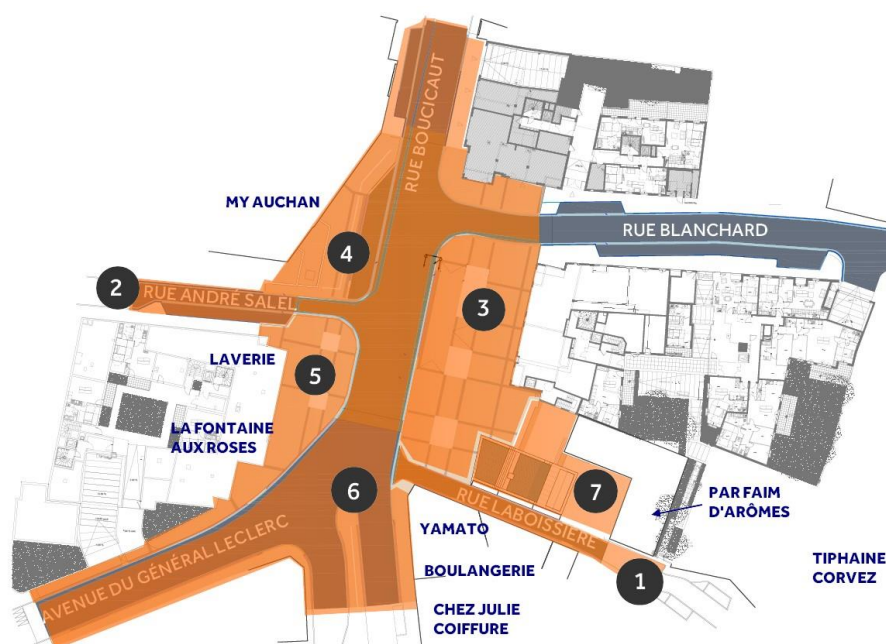 RUE BOUCICAUT
MY AUCHAN
RUE BLANCHARD
4
2
RUE ANDRÉ SALEL
3
LAVERIE
5
LA FONTAINE
AUX ROSES
6
7
RUE LABOISSIÈRE
PAR FAIM
D'ARÔMES
YAMATO
AVENUE DU GÉNÉRAL LECLERC
BOULANGERIE
TIPHAINE
CORVEZ
1
CHEZ JULIE
COIFFURE